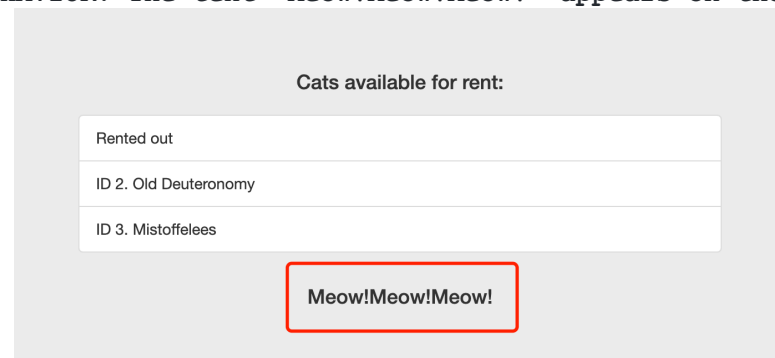 Cats available for rent:
Rented out
ID 2. Old Deuteronomy
ID 3. Mistoffelees
Meow!Meow!Meow!